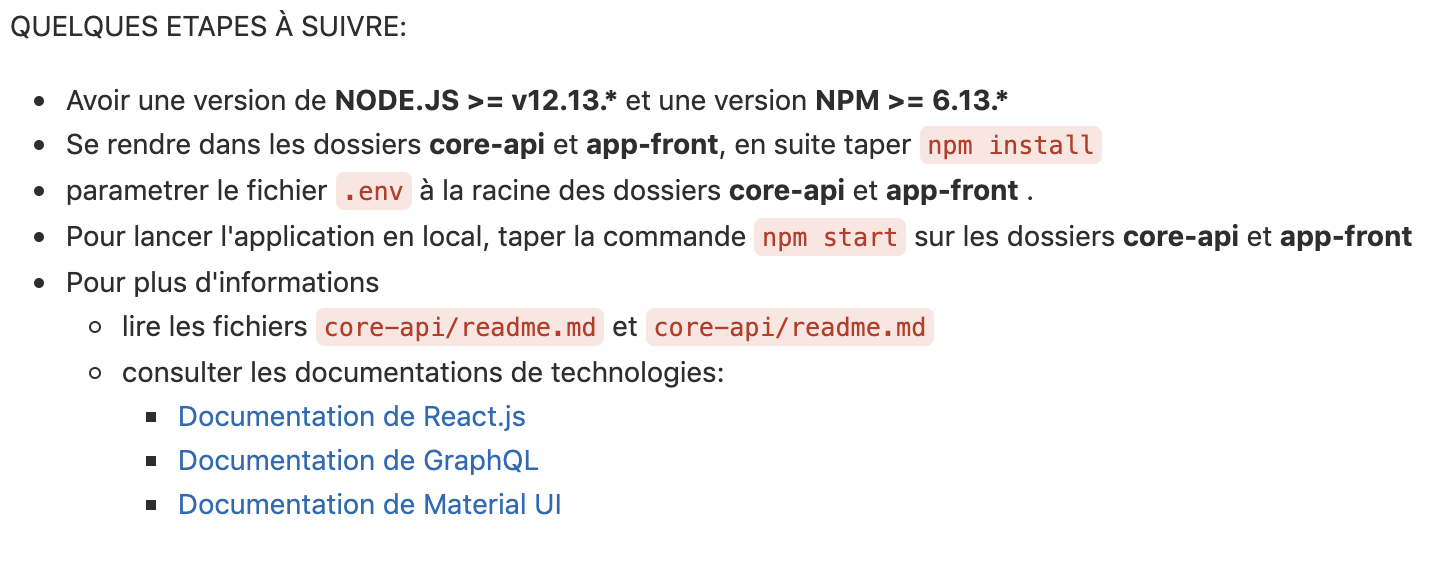 QUELQUES ETAPES À SUIVRE:
Avoir une version de NODE.JS >= v12.13.* et une version NPM >= 6.13.*
Se rendre dans les dossiers core-api et app-front, en suite taper npm install
parametrer le fichier .env à la racine des dossiers core-api et app-front .
Pour lancer l'application en local, taper la commande npm start sur les dossiers core-api et app-front
Pour plus d'informations
lire les fichiers core-api/readme.md et core-api/readme.md
consulter les documentations de technologies:
Documentation de React.js
Documentation de GraphQL
Documentation de Material UI